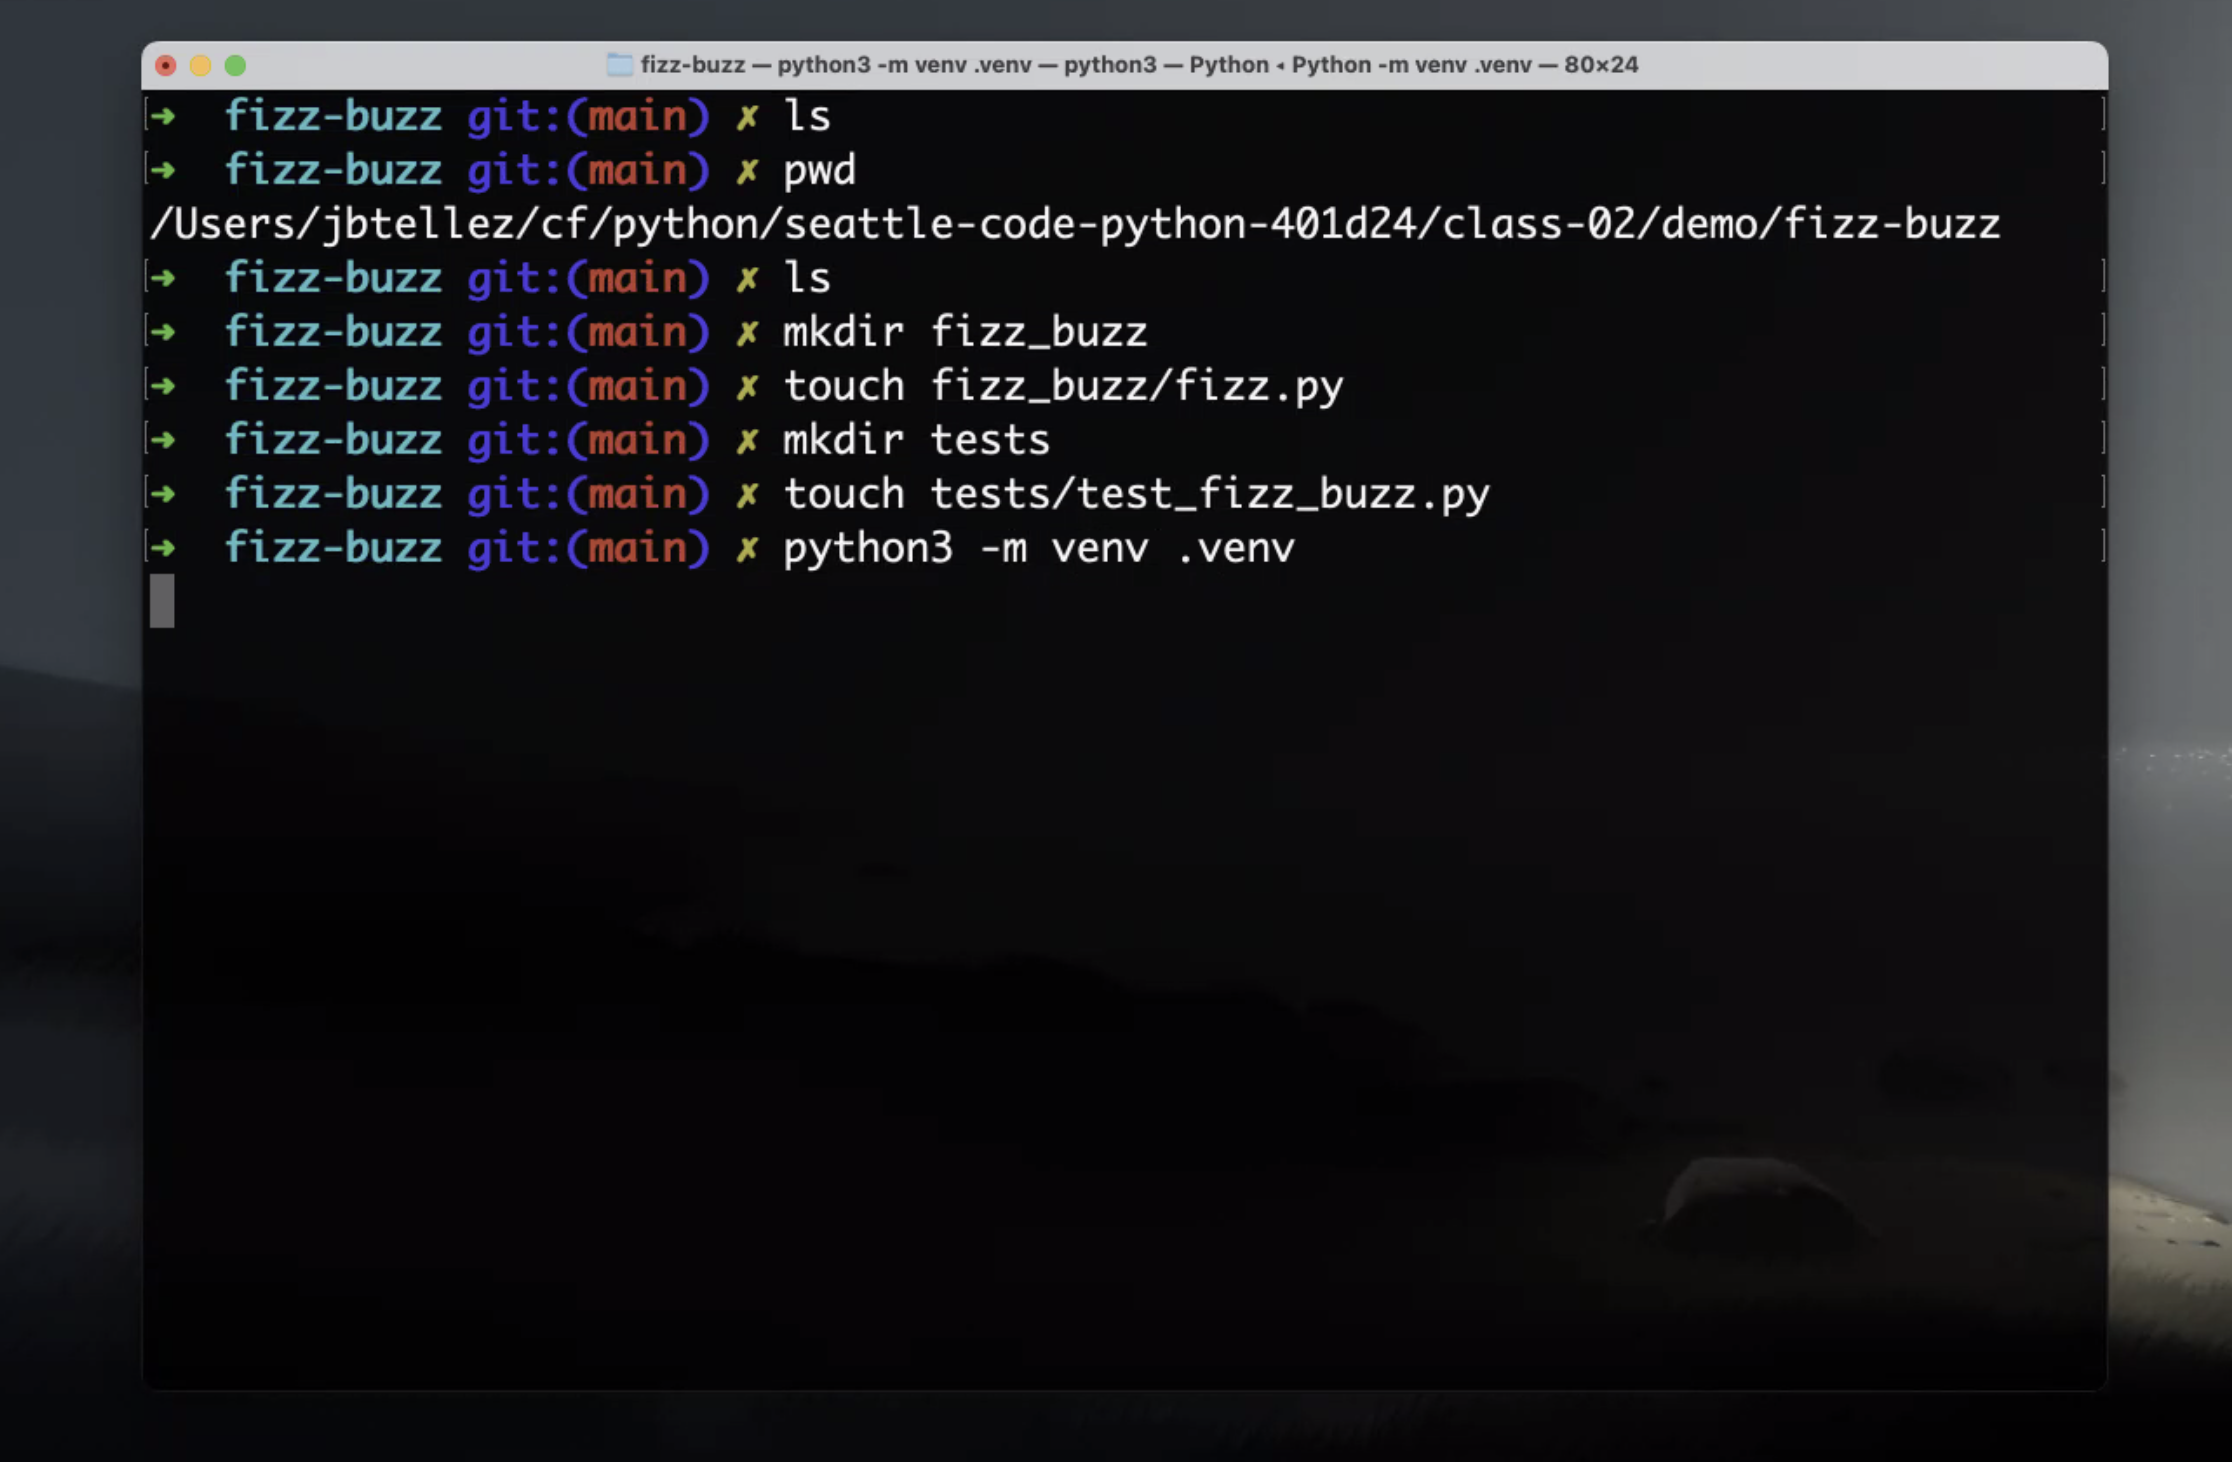 fizz-buzz — python3 -m venv .venv — python3 — Python ◂ Python -m venv .venv — 80×24
[➜  fizz-buzz git:(main) ✗ ls ]
[➜  fizz-buzz git:(main) ✗ pwd ]
/Users/jbtellez/cf/python/seattle-code-python-401d24/class-02/demo/fizz-buzz
[➜  fizz-buzz git:(main) ✗ ls ]
[➜  fizz-buzz git:(main) ✗ mkdir fizz_buzz ]
[➜  fizz-buzz git:(main) ✗ touch fizz_buzz/fizz.py ]
[➜  fizz-buzz git:(main) ✗ mkdir tests ]
[➜  fizz-buzz git:(main) ✗ touch tests/test_fizz_buzz.py ]
[➜  fizz-buzz git:(main) ✗ python3 -m venv .venv ]